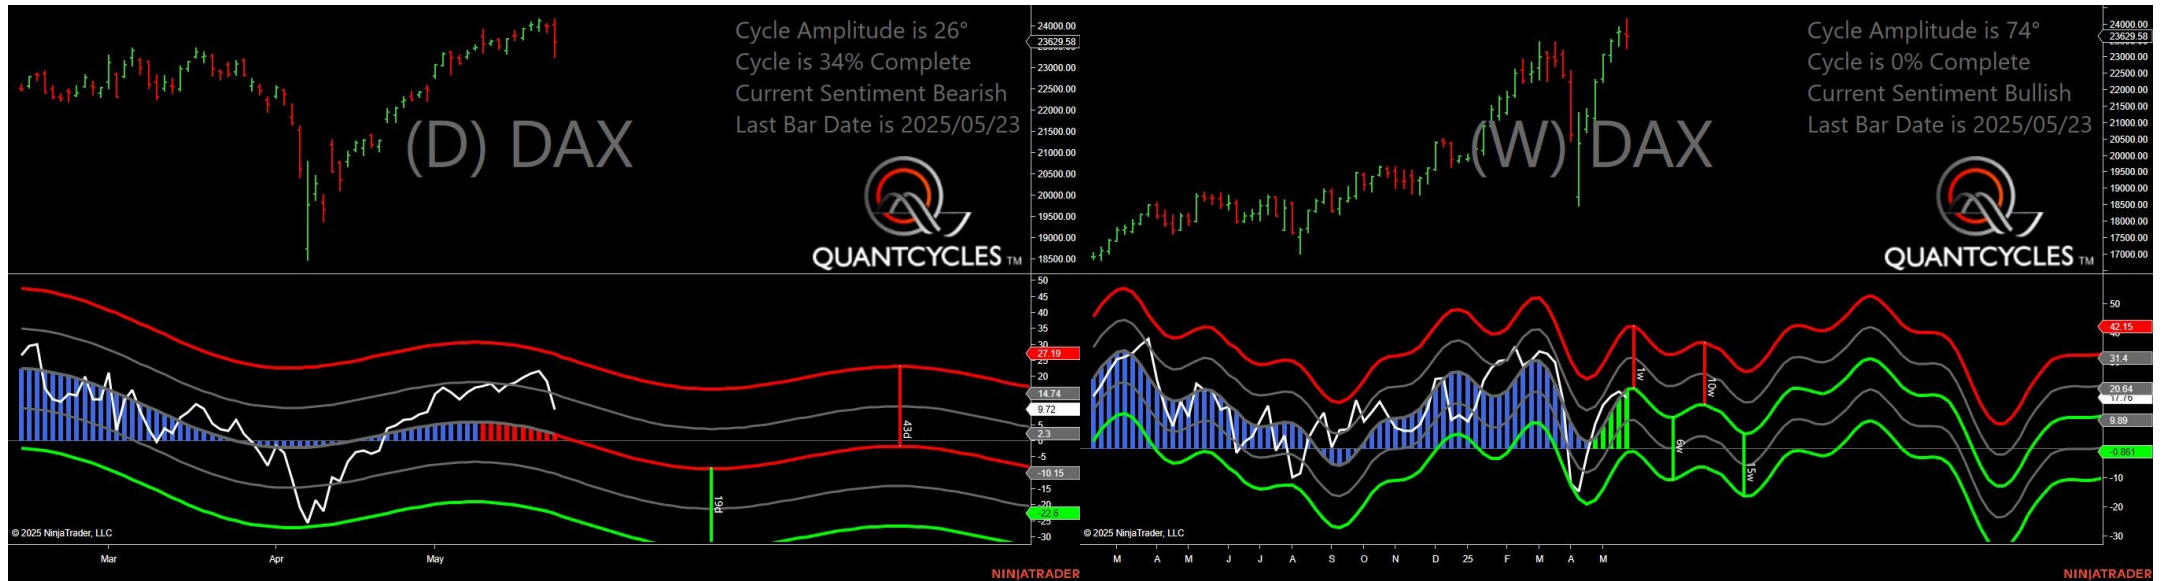 Cycle Amplitude is 26°
Cycle is 34% Complete
Current Sentiment Bearish
Last Bar Date is 2025/05/23
(D) DAX
QUANTCYCLES TM
24000.00
23629.58
23000.00
22500.00
22000.00
21500.00
21000.00
20500.00
20000.00
19500.00
19000.00
18500.00
50
45
40
35
30
27.19
20
14.74
9.72
2.3
-5
-10.15
-15
-20
-22.6
-25
-30
43d
19d
© 2025 NinjaTrader, LLC
Mar
Apr
May
NINJATRADER
Cycle Amplitude is 74°
Cycle is 0% Complete
Current Sentiment Bullish
Last Bar Date is 2025/05/23
(W) DAX
QUANTCYCLES TM
24000.00
23629.58
23000.00
22500.00
22000.00
21500.00
21000.00
20500.00
20000.00
19500.00
19000.00
18500.00
18000.00
17500.00
17000.00
50
42.15
31.4
20.64
17.76
9.89
-0.861
-10
-20
-30
1w
10w
6w
15w
© 2025 NinjaTrader, LLC
M A M J J A S O N D 25 F M A M
NINJATRADER